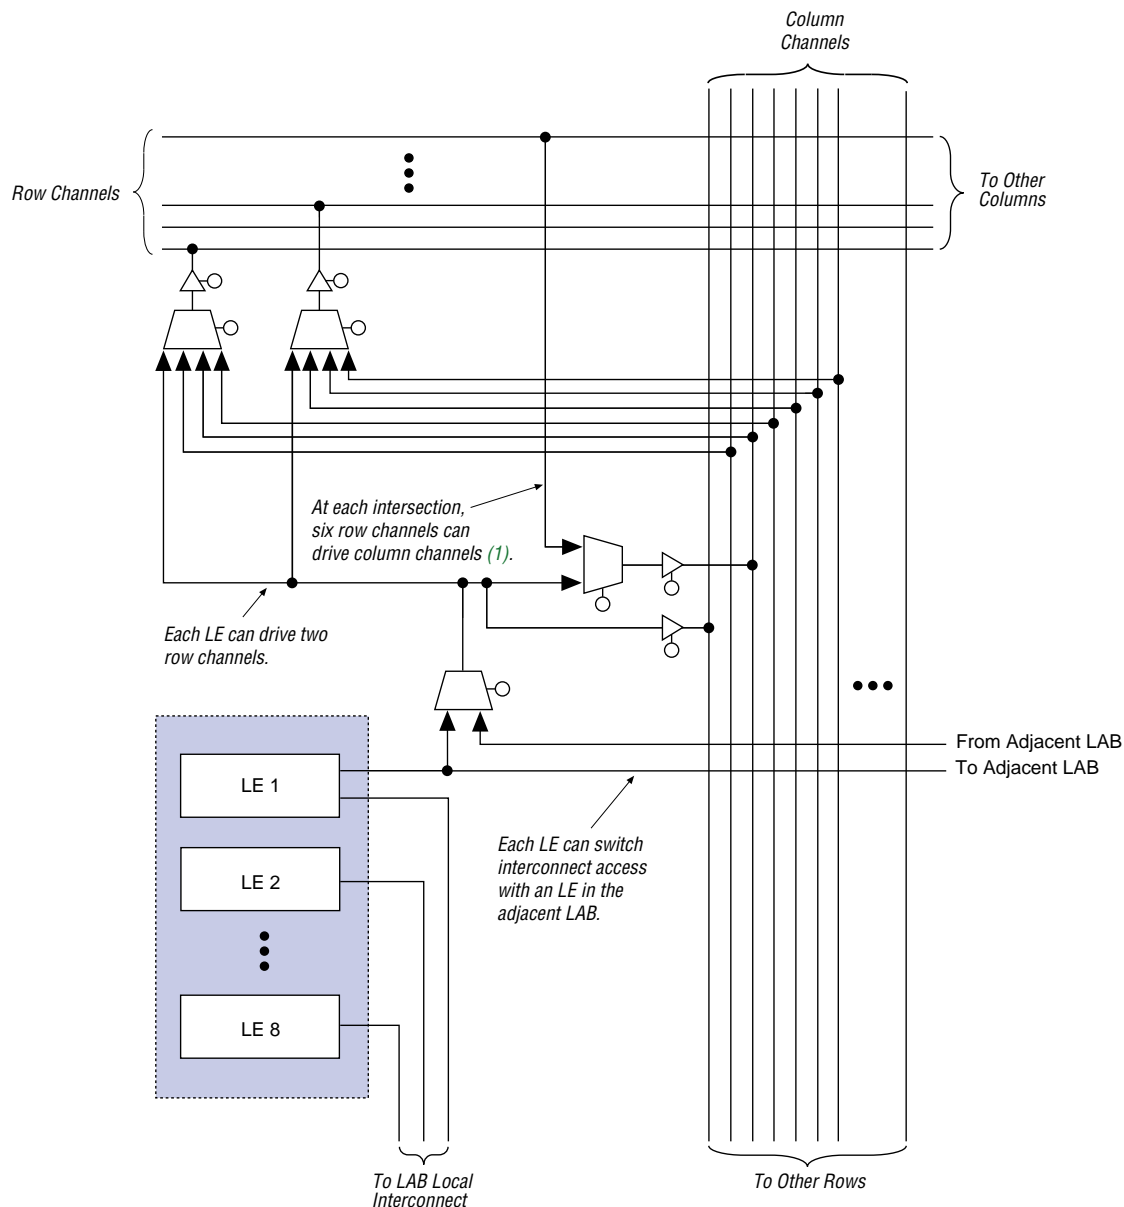 Column
Channels
Row Channels
To Other
Columns
At each intersection,
six row channels can
drive column channels (1).
Each LE can drive two
row channels.
From Adjacent LAB
To Adjacent LAB
LE 1
Each LE can switch
interconnect access
with an LE in the
adjacent LAB.
LE 2
LE 8
To LAB Local
Interconnect
To Other Rows